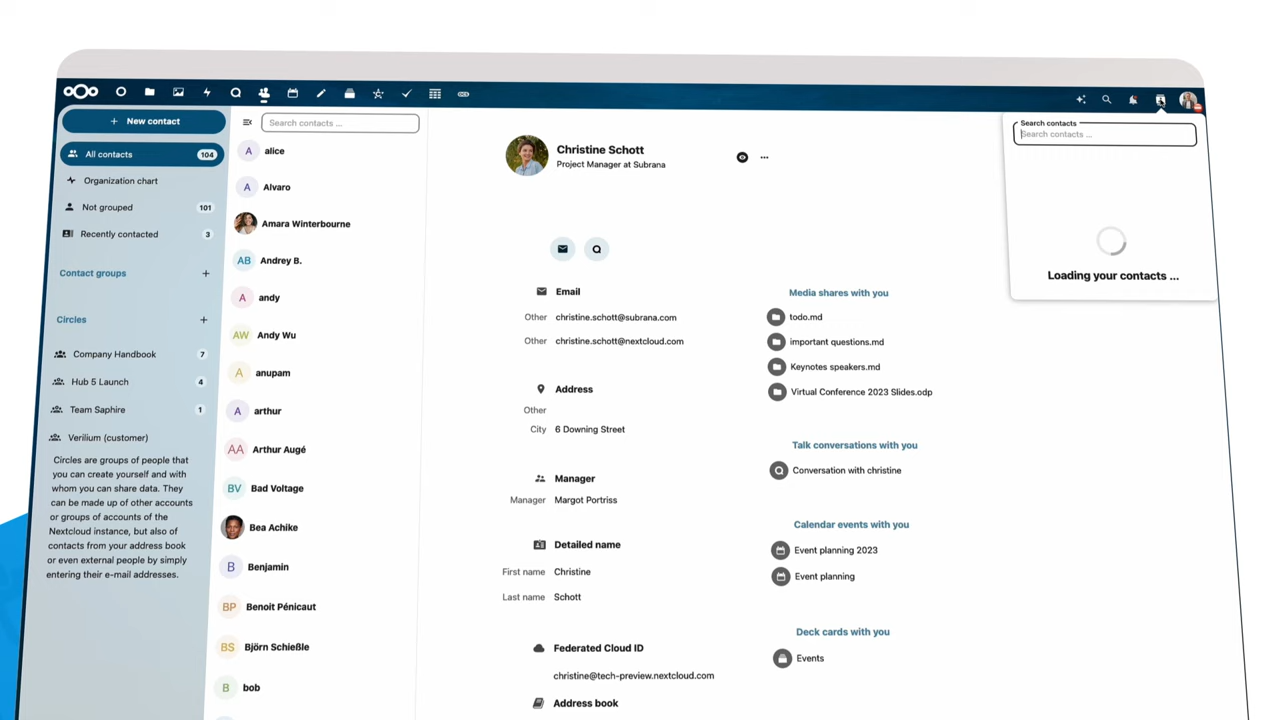 New contact
All contacts
104
Organization chart
Not grouped
101
Recently contacted
3
Contact groups
Circles
Company Handbook
7
Hub 5 Launch
4
Team Saphire
1
Verilium (customer)
Circles are groups of people that
you can create yourself and with
whom you can share data. They
can be made up of other accounts
or groups of accounts of the
Nextcloud instance, but also of
contacts from your address book
or even external people by simply
entering their e-mail addresses.
Search contacts ...
A alice
A Alvaro
Amara Winterbourne
AB Andrey B.
A andy
AW Andy Wu
A anupam
A arthur
AA Arthur Augé
BV Bad Voltage
Bea Achike
B Benjamin
BP Benoit Pénicaut
BS Björn Schießle
B bob
Christine Schott
Project Manager at Subrana
Email
Other christine.schott@subrana.com
Other christine.schott@nextcloud.com
Address
Other
City 6 Downing Street
Manager
Manager Margot Portriss
Detailed name
First name Christine
Last name Schott
Federated Cloud ID
christine@tech-preview.nextcloud.com
Address book
Media shares with you
todo.md
important questions.md
Keynotes speakers.md
Virtual Conference 2023 Slides.odp
Talk conversations with you
Conversation with christine
Calendar events with you
Event planning 2023
Event planning
Deck cards with you
Events
Search contacts
Search contacts ...
Loading your contacts ...